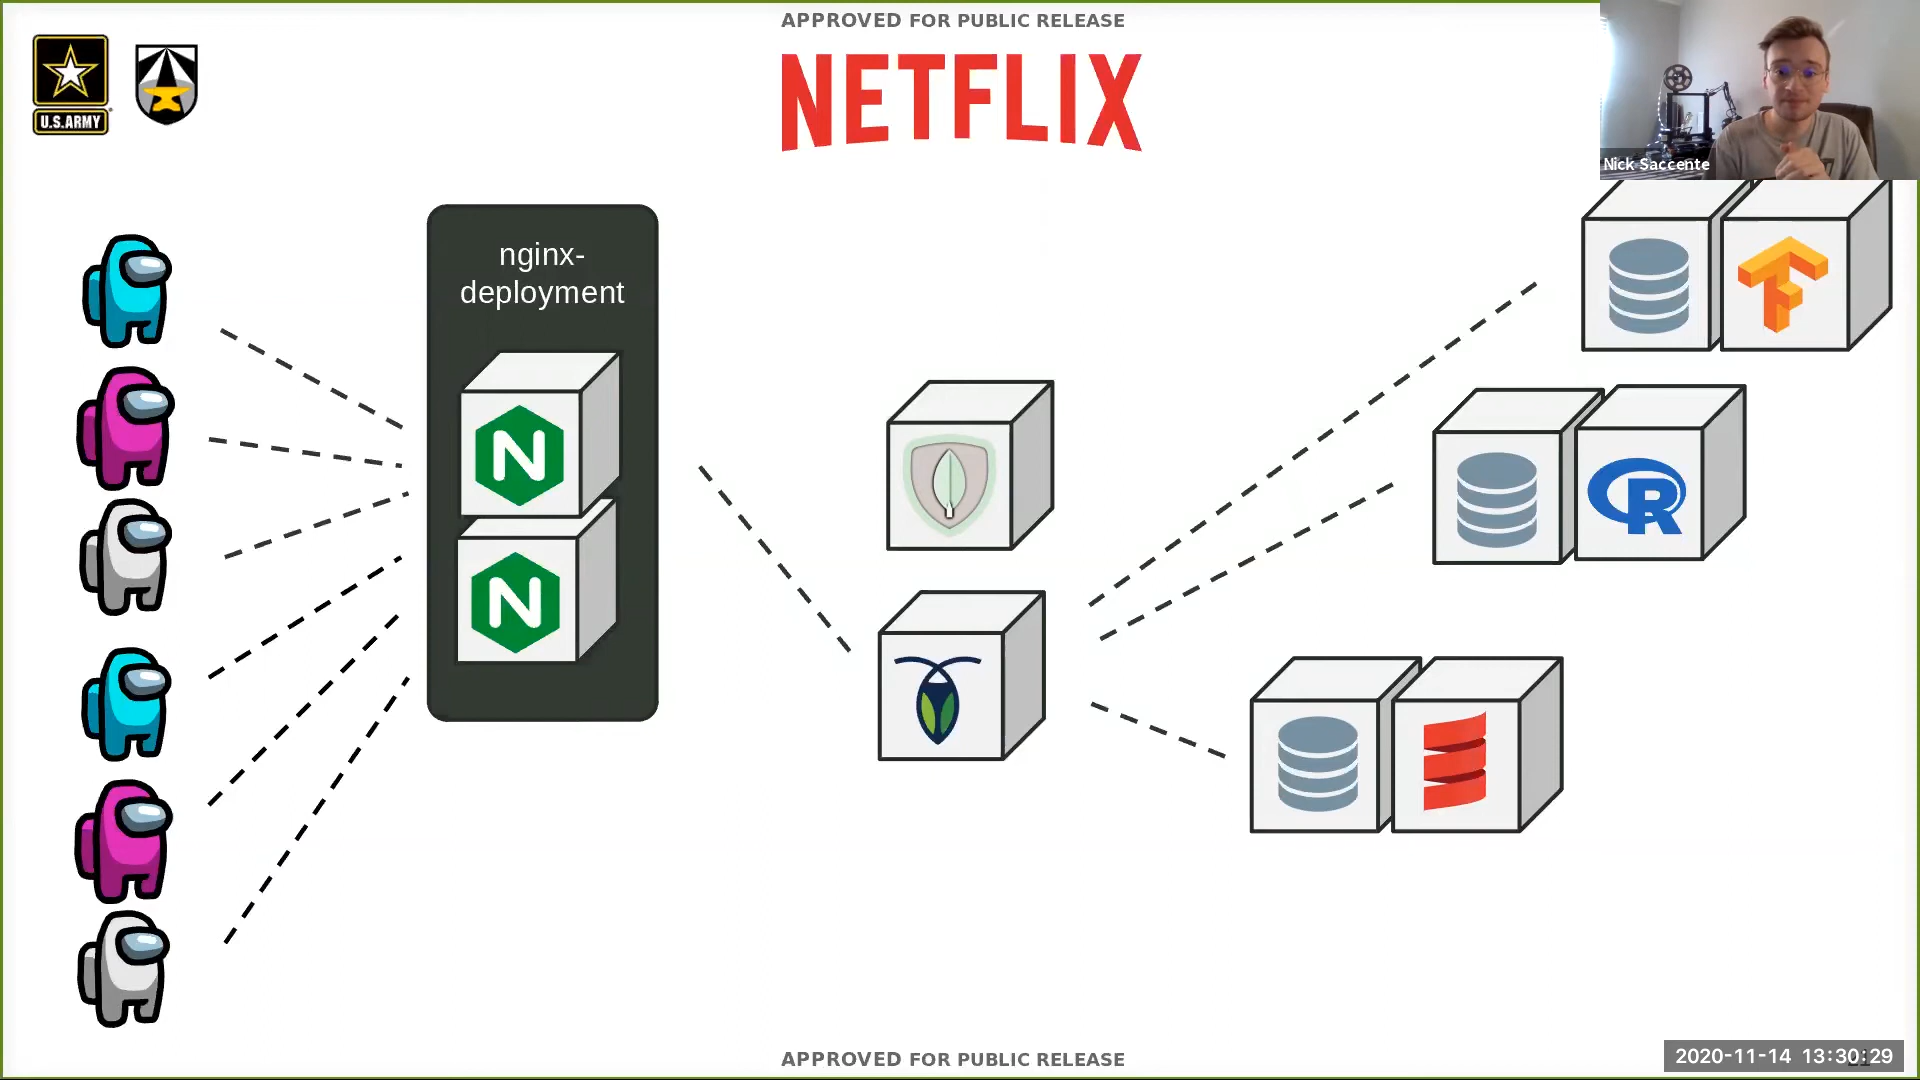 APPROVED FOR PUBLIC RELEASE
NETFLIX
U.S.ARMY
Nick Saccente
nginx-
deployment
N
N
R
APPROVED FOR PUBLIC RELEASE
2020-11-14 13:30:29